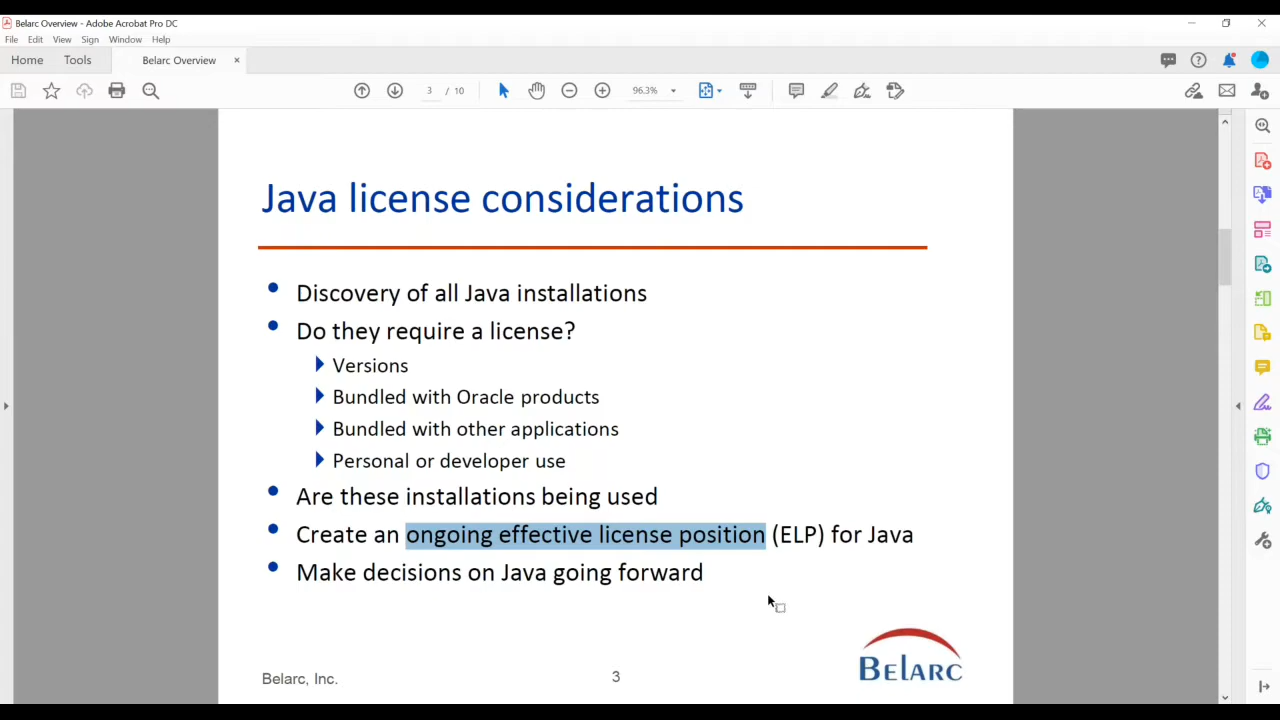 Belarc Overview - Adobe Acrobat Pro DC
File Edit View Sign Window Help
Home Tools Belarc Overview ×
3 / 10 96.3%
Java license considerations
• Discovery of all Java installations
• Do they require a license?
Versions
Bundled with Oracle products
Bundled with other applications
Personal or developer use
• Are these installations being used
• Create an ongoing effective license position (ELP) for Java
• Make decisions on Java going forward
Belarc, Inc.
3
BELARC